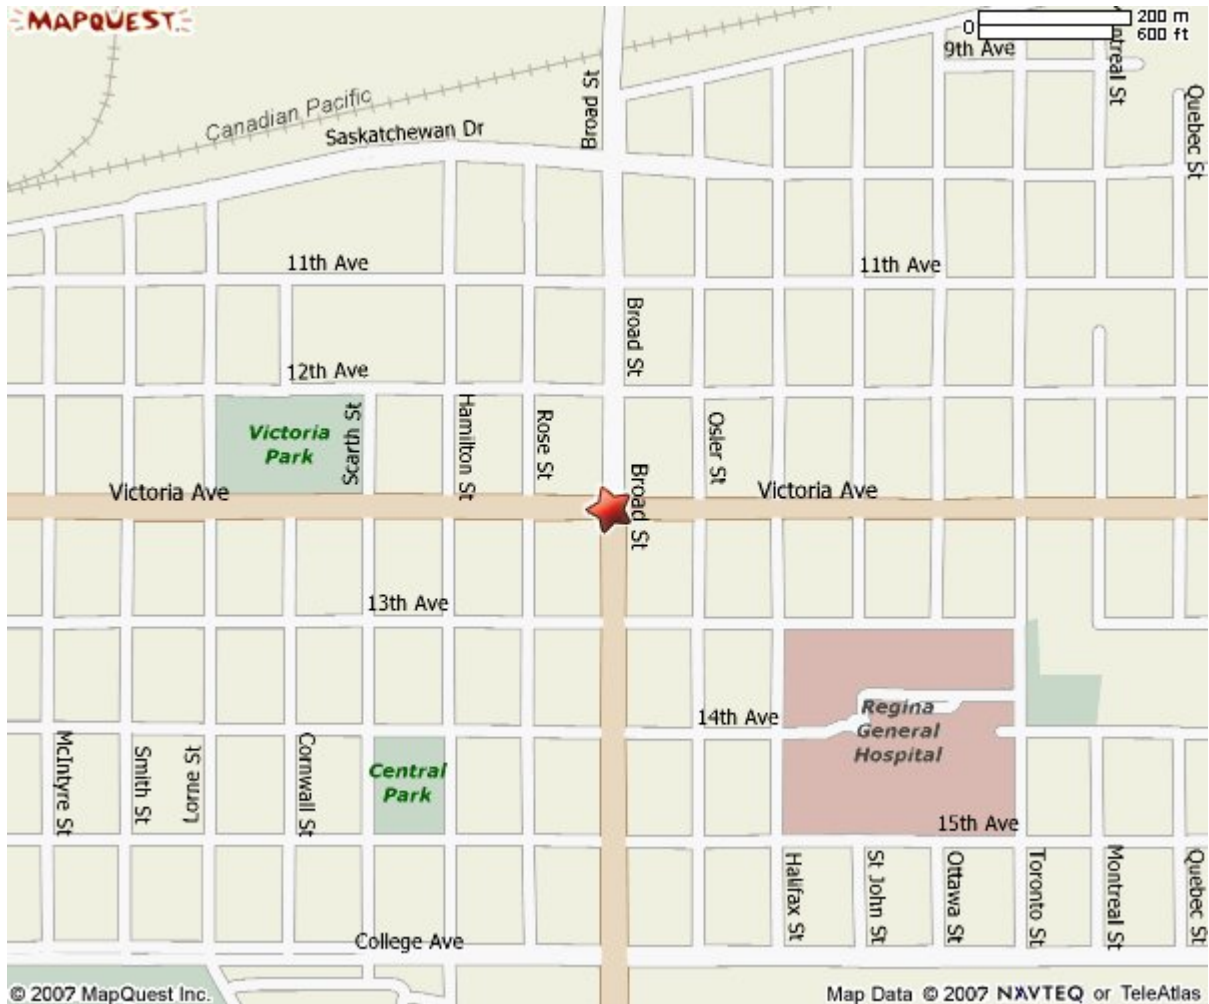 MAPQUEST
0
200 m
600 ft
9th Ave
Montreal St
Quebec St
Broad St
Canadian Pacific
Saskatchewan Dr
11th Ave
11th Ave
Broad St
12th Ave
Victoria
Park
Scarth St
Hamilton St
Rose St
Osler St
Victoria Ave
Broad St
Victoria Ave
13th Ave
14th Ave
Regina
General
Hospital
McIntyre St
Smith St
Lorne St
Cornwall St
Central
Park
15th Ave
Halifax St
St John St
Ottawa St
Toronto St
Montreal St
Quebec St
College Ave
© 2007 MapQuest Inc.
Map Data © 2007 NAVTEQ or TeleAtlas